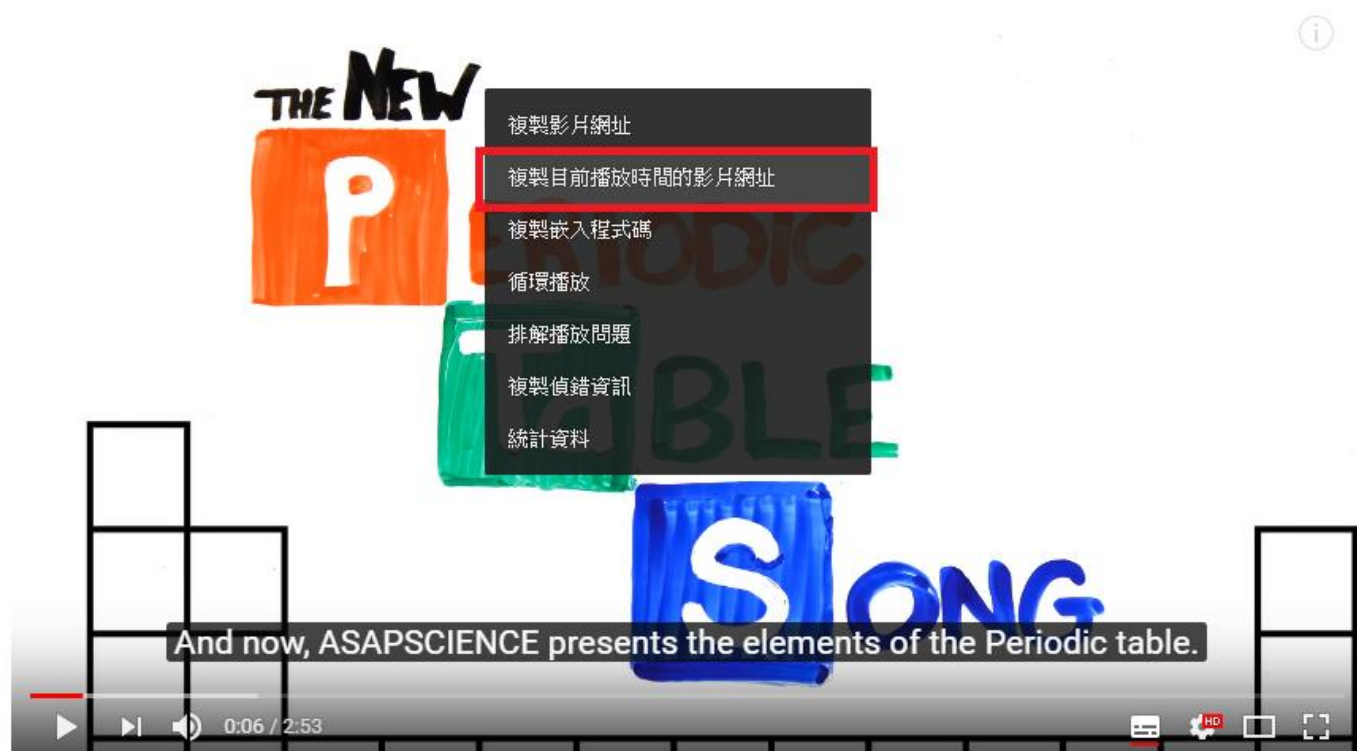 THE NEW
PERIODIC
複製影片網址
複製目前播放時間的影片網址
複製嵌入程式碼
循環播放
排解播放問題
複製偵錯資訊
統計資料
TABLE
SONG
And now, ASAPSCIENCE presents the elements of the Periodic table.
0:06 / 2:53
HD